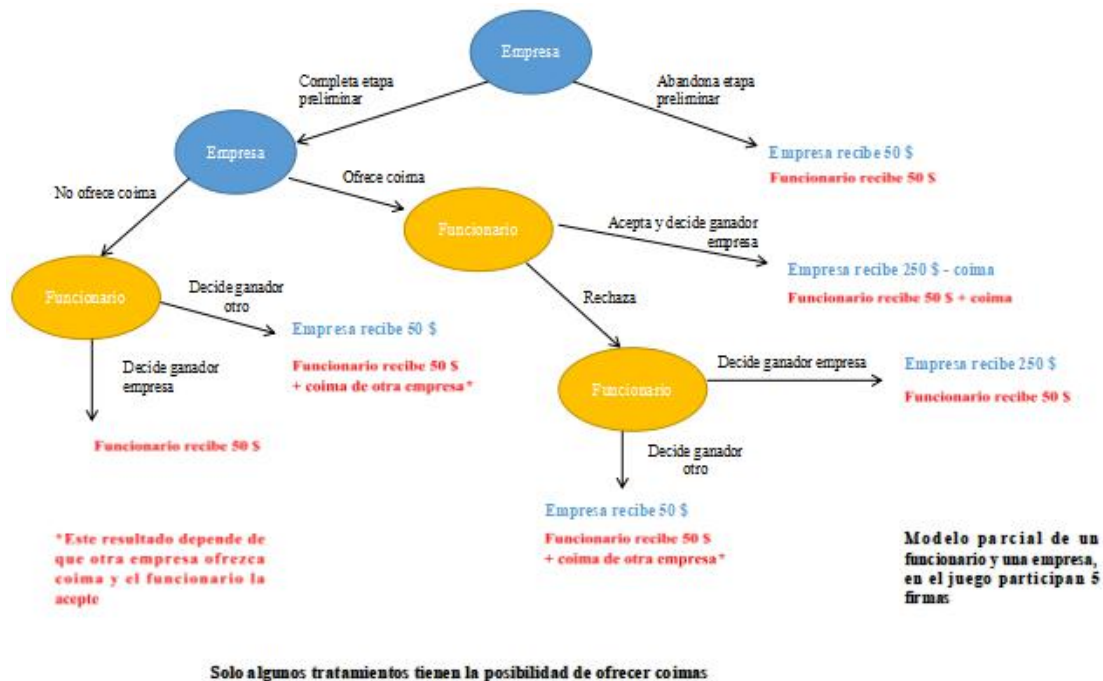 Empresa
Completa etapa
preliminar
Abandona etapa
preliminar
Empresa
Empresa recibe 50 $
Funcionario recibe 50 $
No ofrece coima
Ofrece coima
Funcionario
Acepta y decide ganador
empresa
Empresa recibe 250 $ - coima
Funcionario recibe 50 $ + coima
Funcionario
Decide ganador
otro
Rechaza
Empresa recibe 50 $
Funcionario recibe 50 $
+ coima de otra empresa*
Decide ganador
empresa
Funcionario recibe 50 $
Funcionario
Decide ganador empresa
Empresa recibe 250 $
Funcionario recibe 50 $
Decide ganador
otro
Empresa recibe 50 $
Funcionario recibe 50 $
+ coima de otra empresa*
*Este resultado depende de
que otra empresa ofrezca
coima y el funcionario la
acepte
Modelo parcial de un
funcionario y una empresa,
en el juego participan 5
firmas
Solo algunos tratamientos tienen la posibilidad de ofrecer coimas